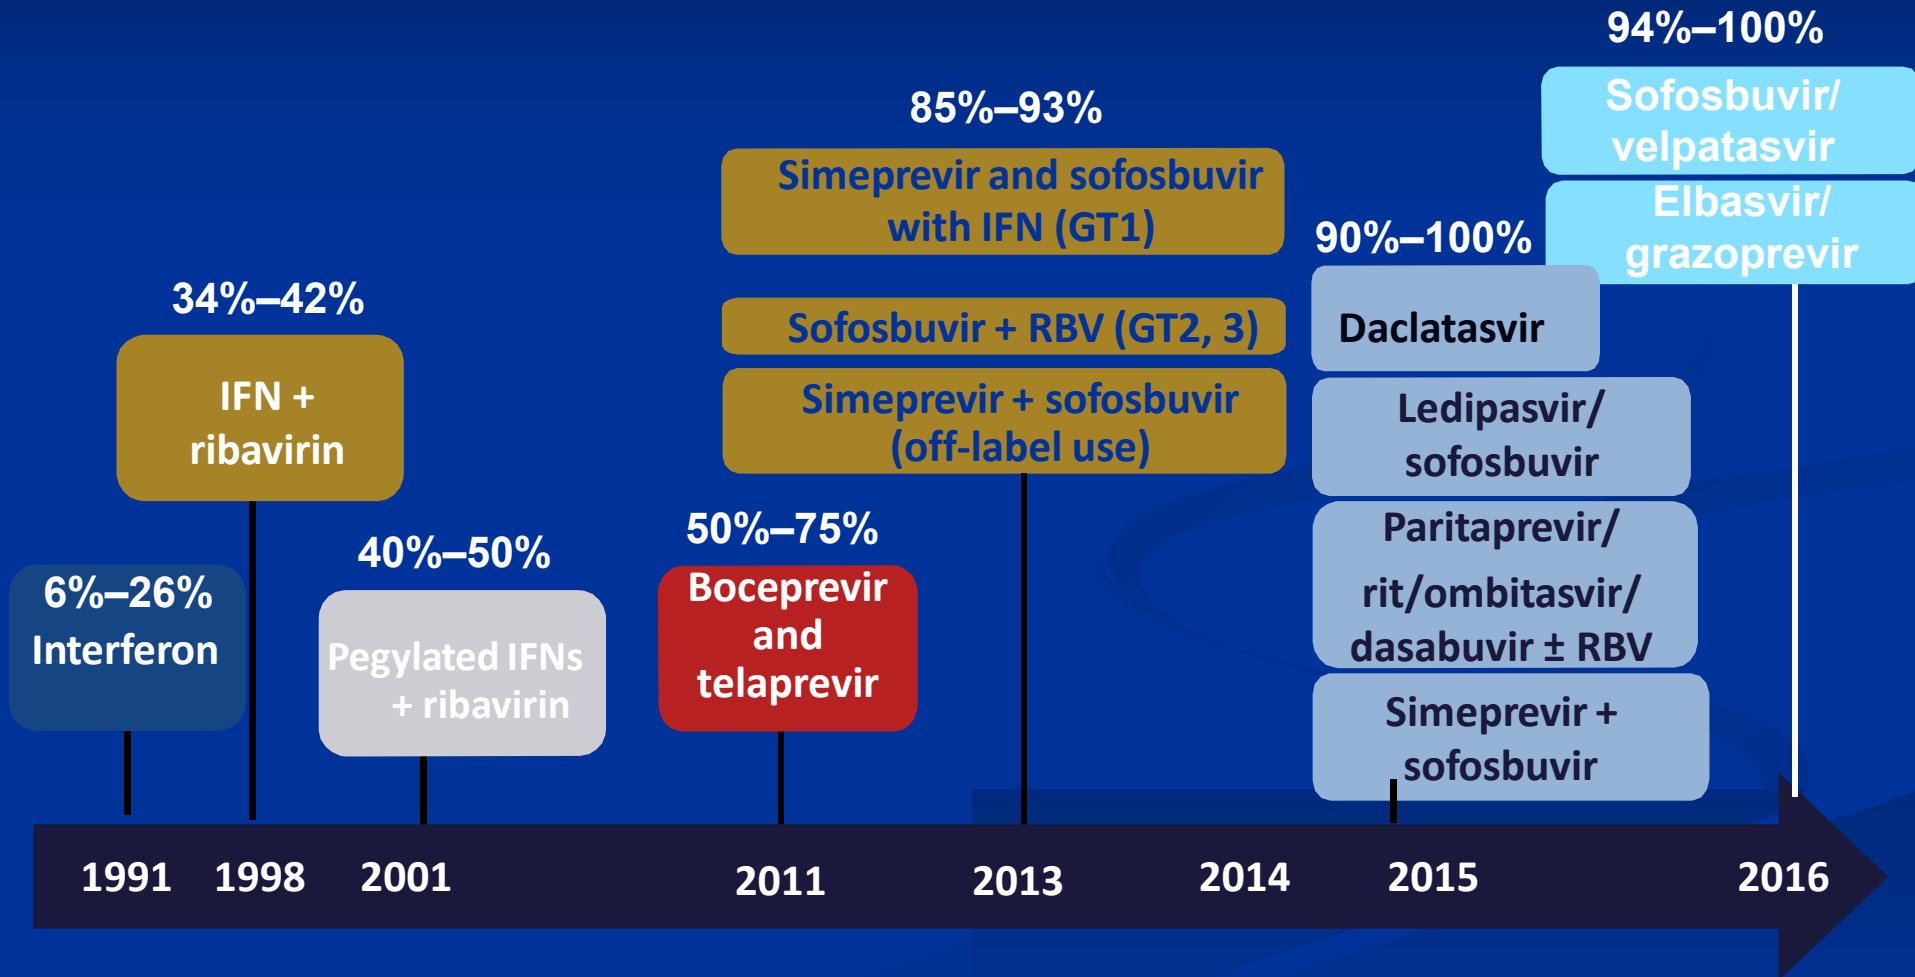 94%–100%
Sofosbuvir/
velpatasvir
Elbasvir/
grazoprevir
85%–93%
Simeprevir and sofosbuvir
with IFN (GT1)
Sofosbuvir + RBV (GT2, 3)
Simeprevir + sofosbuvir
(off-label use)
90%–100%
Daclatasvir
Ledipasvir/
sofosbuvir
Paritaprevir/
rit/ombitasvir/
dasabuvir ± RBV
Simeprevir +
sofosbuvir
34%–42%
IFN +
ribavirin
6%–26%
Interferon
40%–50%
Pegylated IFNs
+ ribavirin
50%–75%
Boceprevir
and
telaprevir
1991 1998 2001 2011 2013 2014 2015 2016